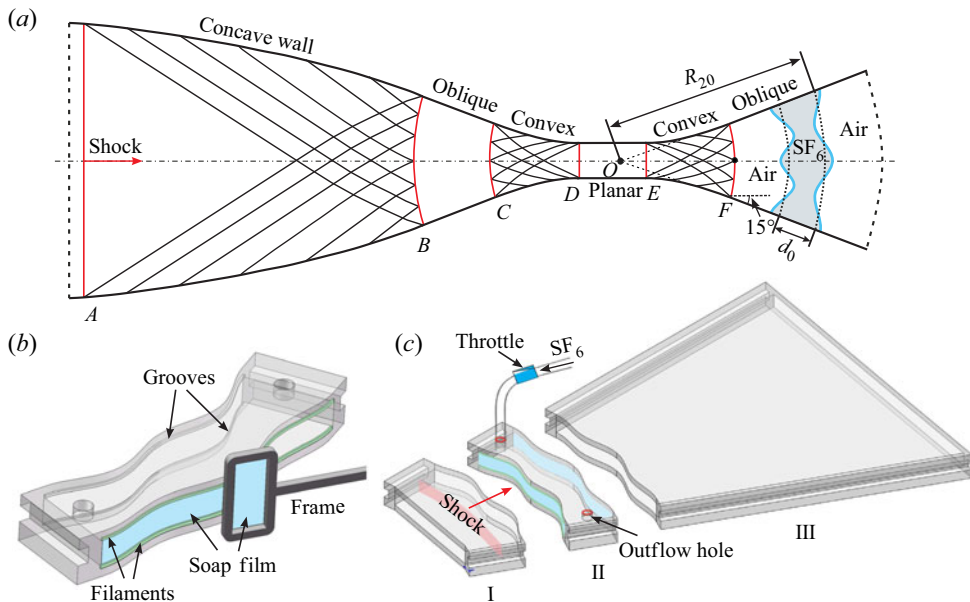 (a)
Concave wall
Oblique
Convex
R20
Convex
Oblique
Air
SF6
Air
Shock
O
D
Planar
E
C
F
15°
d0
B
A
(b)
Grooves
Frame
Soap film
Filaments
(c)
Throttle
SF6
Shock
Outflow hole
I
II
III